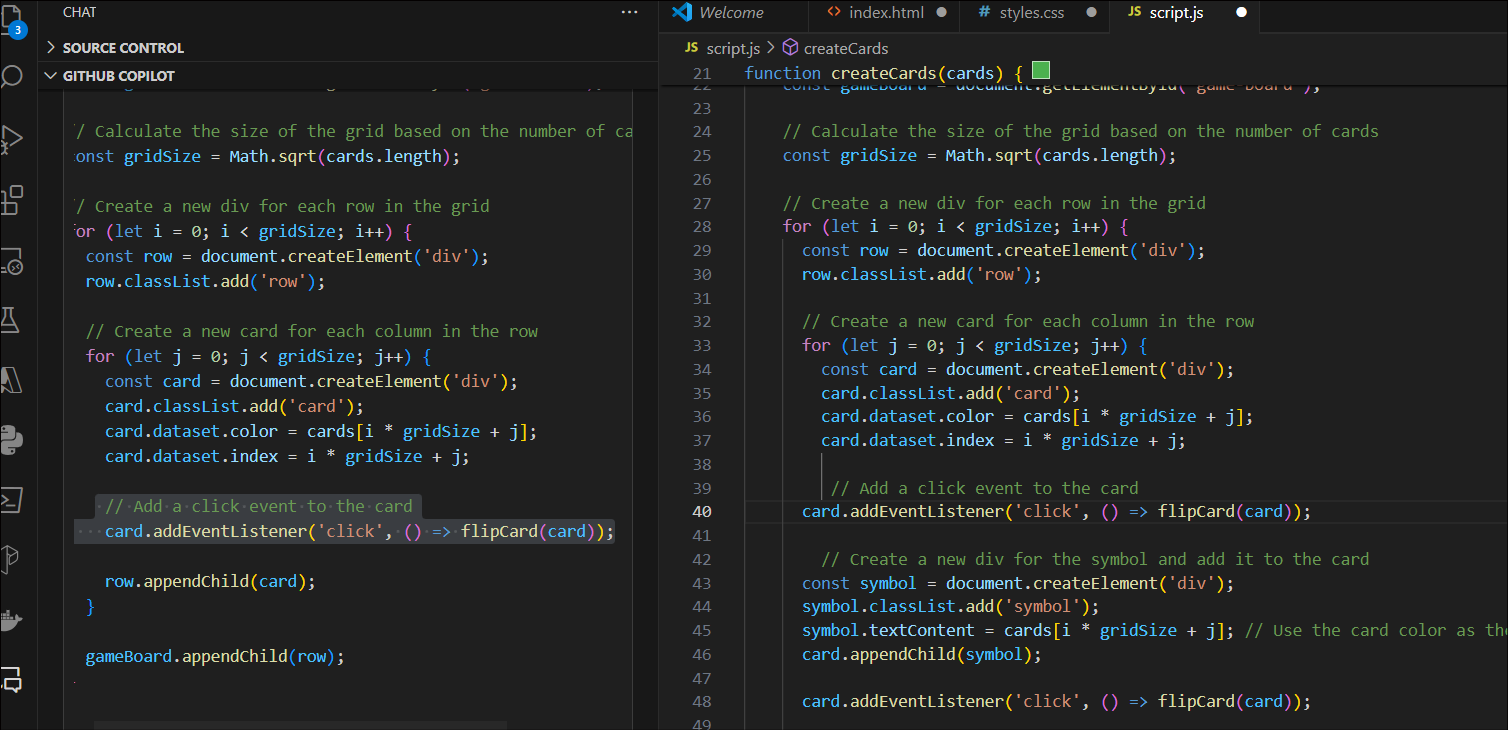 CHAT
···
3
SOURCE CONTROL
GITHUB COPILOT
/ Calculate the size of the grid based on the number of ca
onst gridSize = Math.sqrt(cards.length);
/ Create a new div for each row in the grid
or (let i = 0; i < gridSize; i++) {
const row = document.createElement('div');
row.classList.add('row');
// Create a new card for each column in the row
for (let j = 0; j < gridSize; j++) {
const card = document.createElement('div');
card.classList.add('card');
card.dataset.color = cards[i * gridSize + j];
card.dataset.index = i * gridSize + j;
// Add a click event to the card
card.addEventListener('click', () => flipCard(card));
row.appendChild(card);
}
gameBoard.appendChild(row);
Welcome
<> index.html
# styles.css
JS script.js
JS script.js > createCards
21 function createCards(cards) {
22 const gameBoard = document.getElementById('game-board');
23
24 // Calculate the size of the grid based on the number of cards
25 const gridSize = Math.sqrt(cards.length);
26
27 // Create a new div for each row in the grid
28 for (let i = 0; i < gridSize; i++) {
29 const row = document.createElement('div');
30 row.classList.add('row');
31
32 // Create a new card for each column in the row
33 for (let j = 0; j < gridSize; j++) {
34 const card = document.createElement('div');
35 card.classList.add('card');
36 card.dataset.color = cards[i * gridSize + j];
37 card.dataset.index = i * gridSize + j;
38
39 // Add a click event to the card
40 card.addEventListener('click', () => flipCard(card));
41
42 // Create a new div for the symbol and add it to the card
43 const symbol = document.createElement('div');
44 symbol.classList.add('symbol');
45 symbol.textContent = cards[i * gridSize + j]; // Use the card color as the
46 card.appendChild(symbol);
47
48 card.addEventListener('click', () => flipCard(card));
49